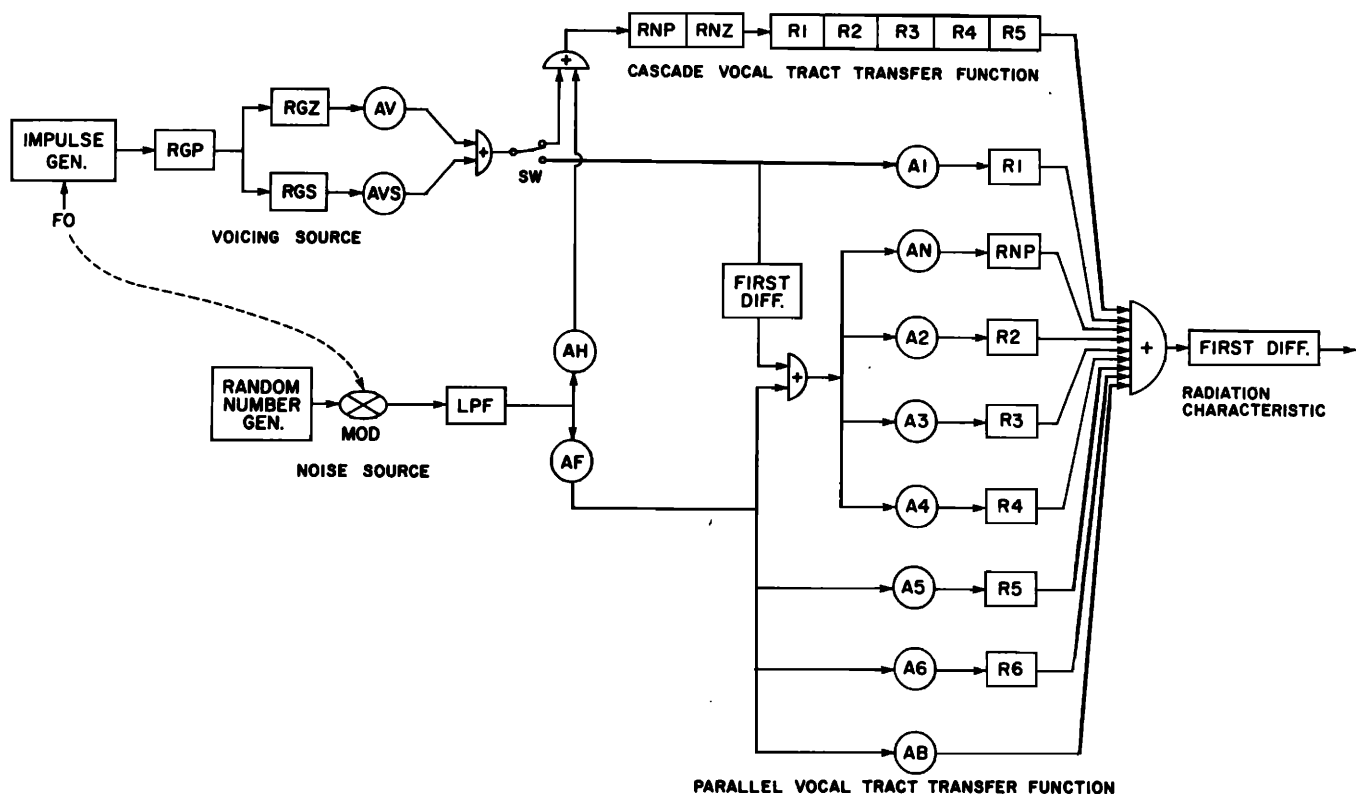 RNP RNZ R1 R2 R3 R4 R5
+
CASCADE VOCAL TRACT TRANSFER FUNCTION
IMPULSE
GEN.
RGP
RGZ
AV
RGS
AVS
+
SW
F0
VOICING SOURCE
A1
R1
FIRST
DIFF.
AN
RNP
AH
A2
R2
+
+
FIRST DIFF.
RADIATION
CHARACTERISTIC
RANDOM
NUMBER
GEN.
MOD
LPF
NOISE SOURCE
AF
A3
R3
A4
R4
A5
R5
A6
R6
AB
PARALLEL VOCAL TRACT TRANSFER FUNCTION